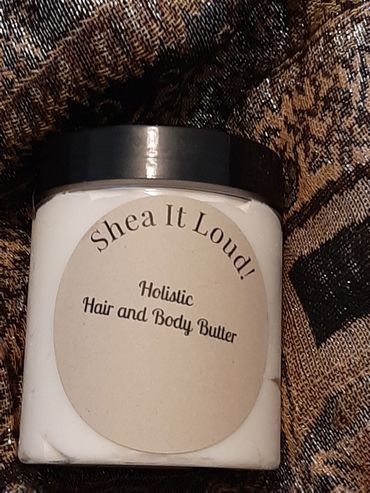 Shea It Loud!
Holistic
Hair and Body Butter